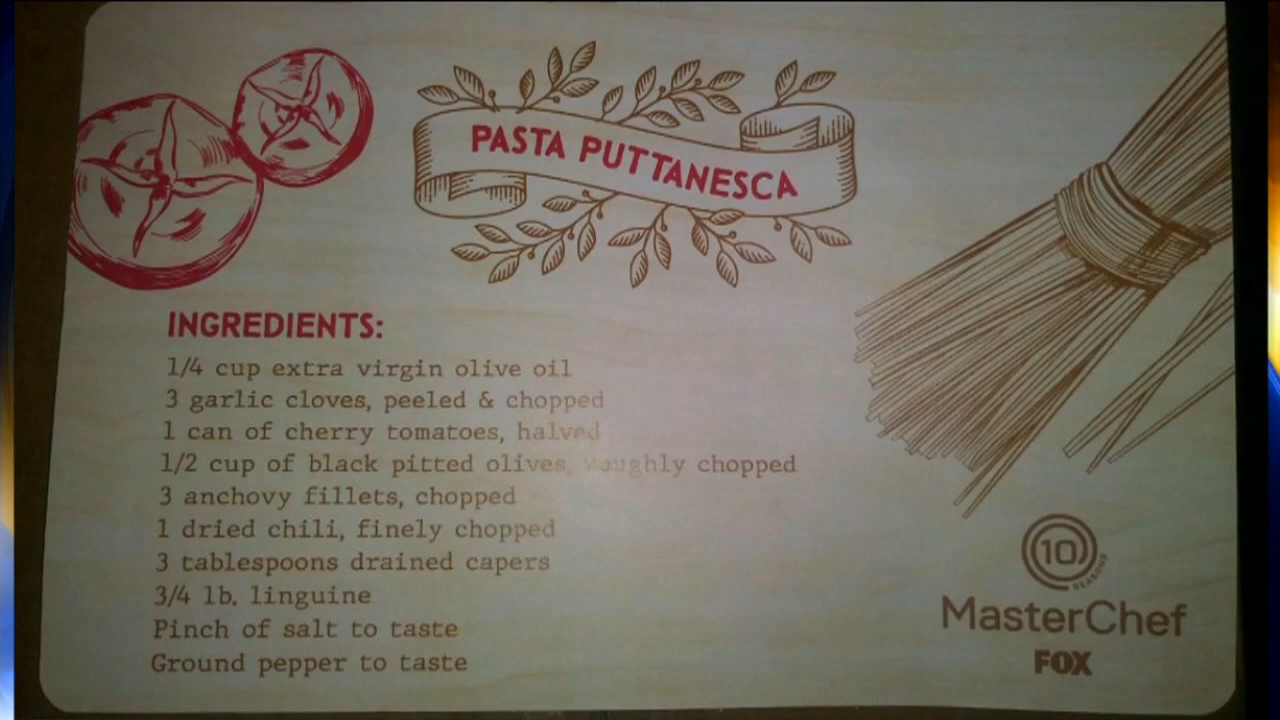 PASTA PUTTANESCA
INGREDIENTS:
1/4 cup extra virgin olive oil
3 garlic cloves, peeled & chopped
1 can of cherry tomatoes, halved
1/2 cup of black pitted olives, roughly chopped
3 anchovy fillets, chopped
1 dried chili, finely chopped
3 tablespoons drained capers
3/4 lb. linguine
Pinch of salt to taste
Ground pepper to taste
10
SEASONS
MasterChef
FOX